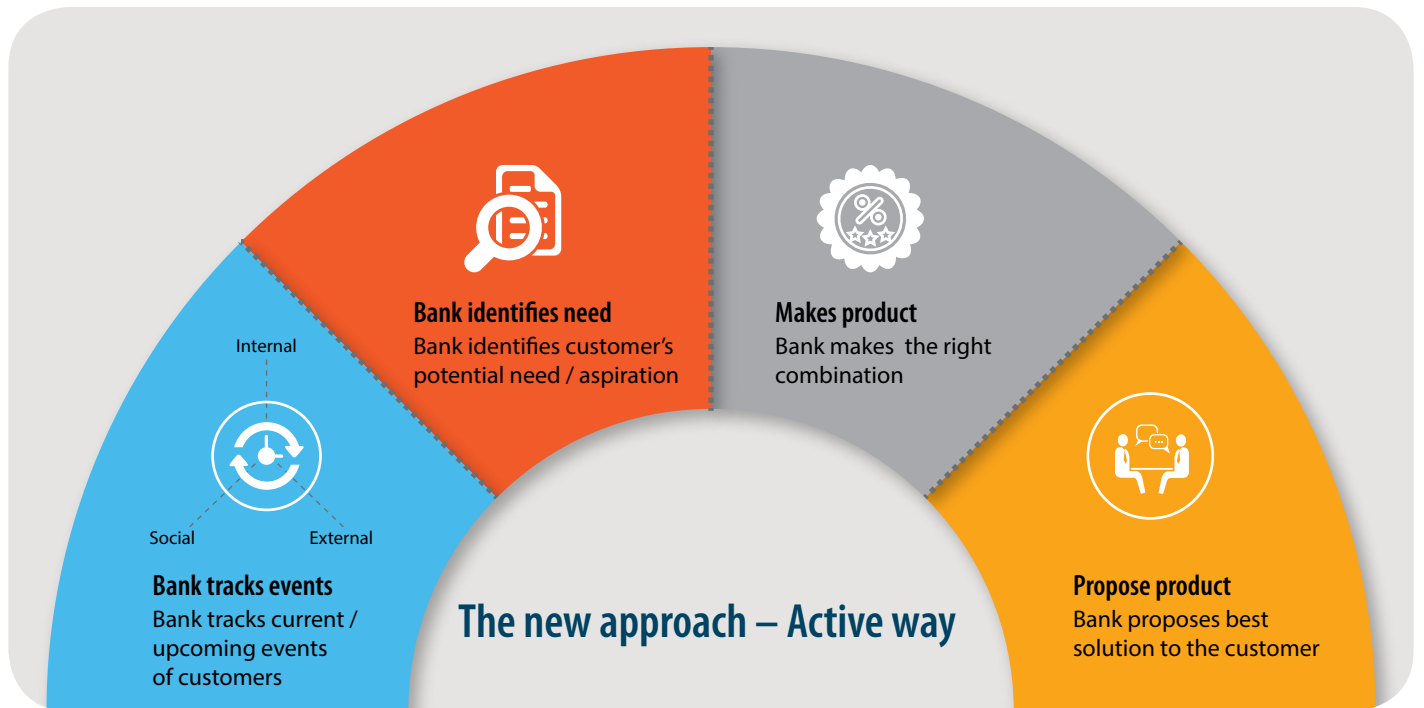 Internal
Social
External
Bank tracks events
Bank tracks current /
upcoming events
of customers
Bank identifies need
Bank identifies customer’s
potential need / aspiration
Makes product
Bank makes  the right
combination
Propose product
Bank proposes best
solution to the customer
The new approach – Active way